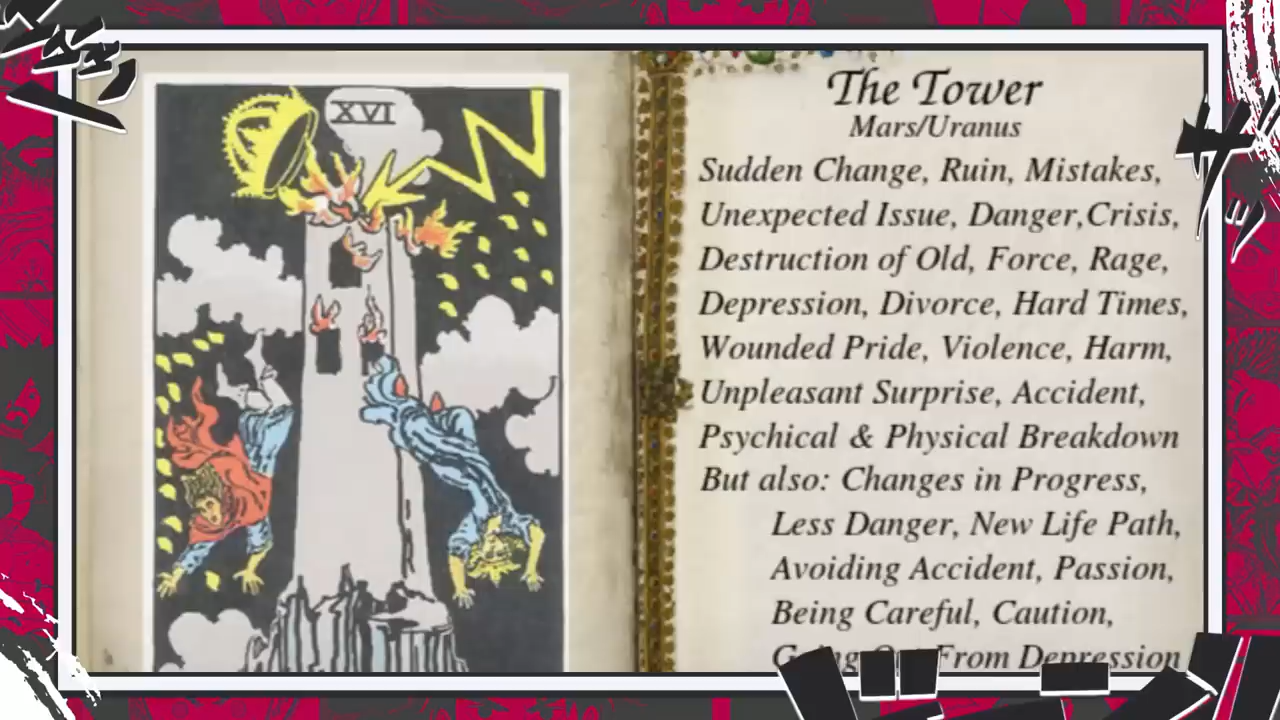 XVI
The Tower
Mars/Uranus
Sudden Change, Ruin, Mistakes,
Unexpected Issue, Danger,Crisis,
Destruction of Old, Force, Rage,
Depression, Divorce, Hard Times,
Wounded Pride, Violence, Harm,
Unpleasant Surprise, Accident,
Psychical & Physical Breakdown
But also: Changes in Progress,
Less Danger, New Life Path,
Avoiding Accident, Passion,
Being Careful, Caution,
From Depression